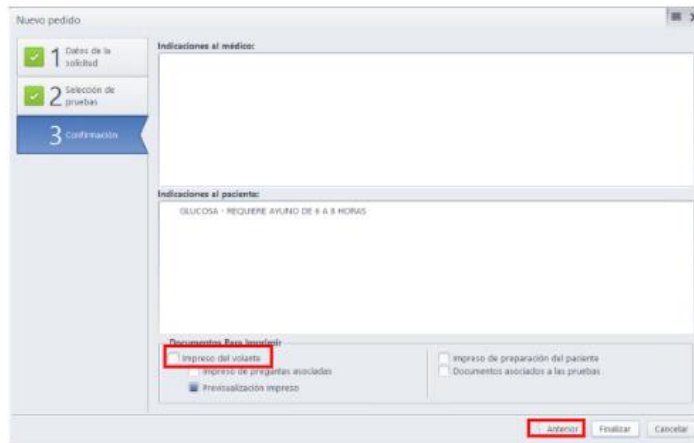 Nuevo pedido
1 Datos de la
solicitud
2 Selección de
pruebas
3 Confirmación
Indicaciones al médico:
Indicaciones al paciente:
GLUCOSA - REQUIERE AYUNO DE 6 A 8 HORAS
Documentos Para Imprimir
Impreso del volante
Impreso de preguntas asociadas
Previsualización impreso
Impreso de preparación del paciente
Documentos asociados a las pruebas
Anterior
Finalizar
Cancelar